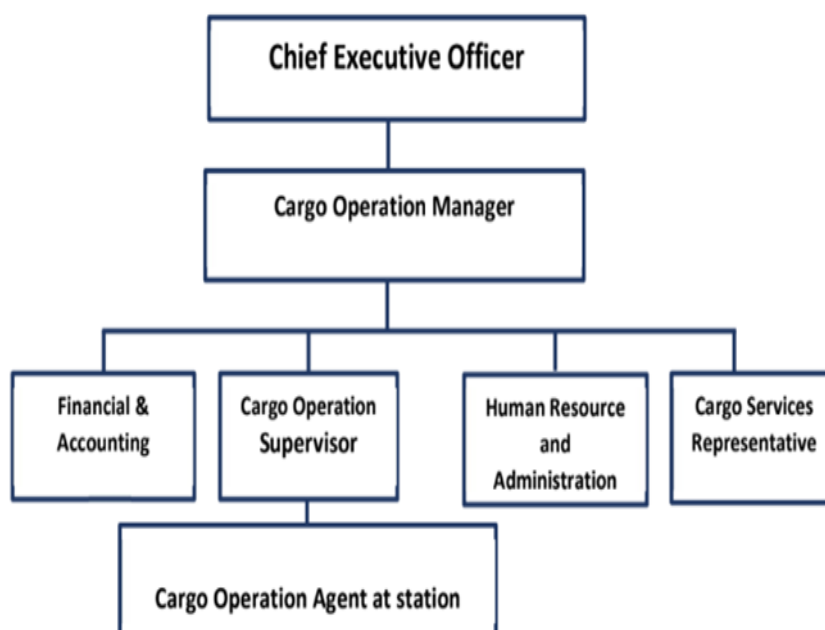 Chief Executive Officer
Cargo Operation Manager
Financial &
Accounting
Cargo Operation
Supervisor
Human Resource
and
Administration
Cargo Services
Representative
Cargo Operation Agent at station